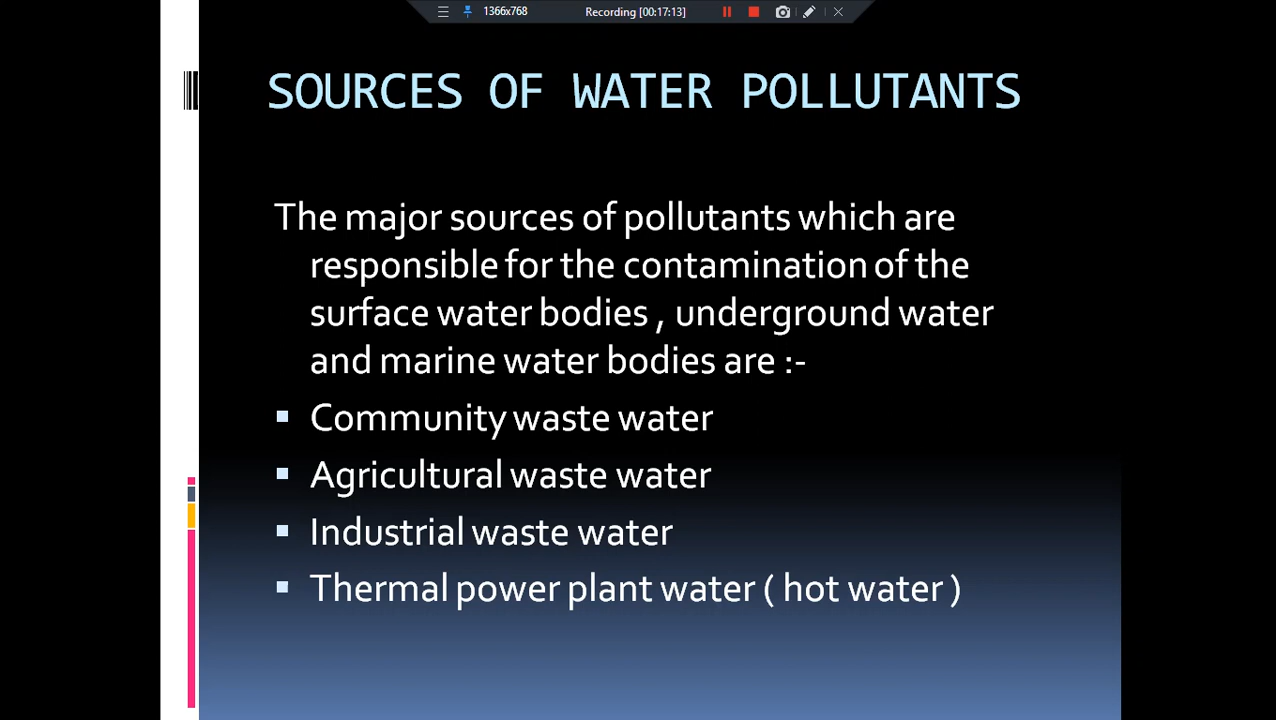 1366x768 Recording [00:17:13]
SOURCES OF WATER POLLUTANTS
The major sources of pollutants which are
responsible for the contamination of the
surface water bodies , underground water
and marine water bodies are :-
Community waste water
Agricultural waste water
Industrial waste water
Thermal power plant water ( hot water )